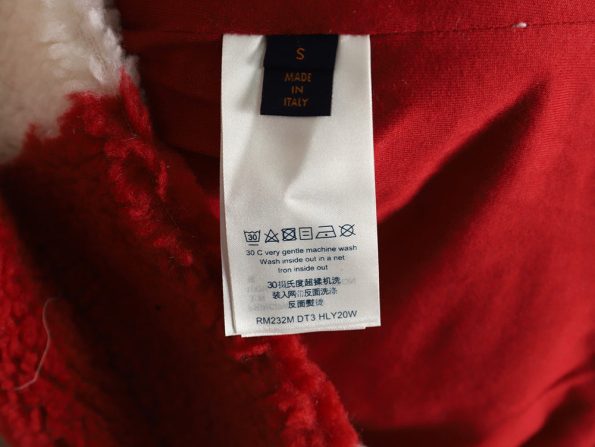 S
MADE
IN
ITALY
30
30 C very gentle machine wash
Wash inside out in a net
Iron inside out
30摄氏度超柔机洗
装入网袋反面洗涤
反面熨烫
RM232M DT3 HLY20W